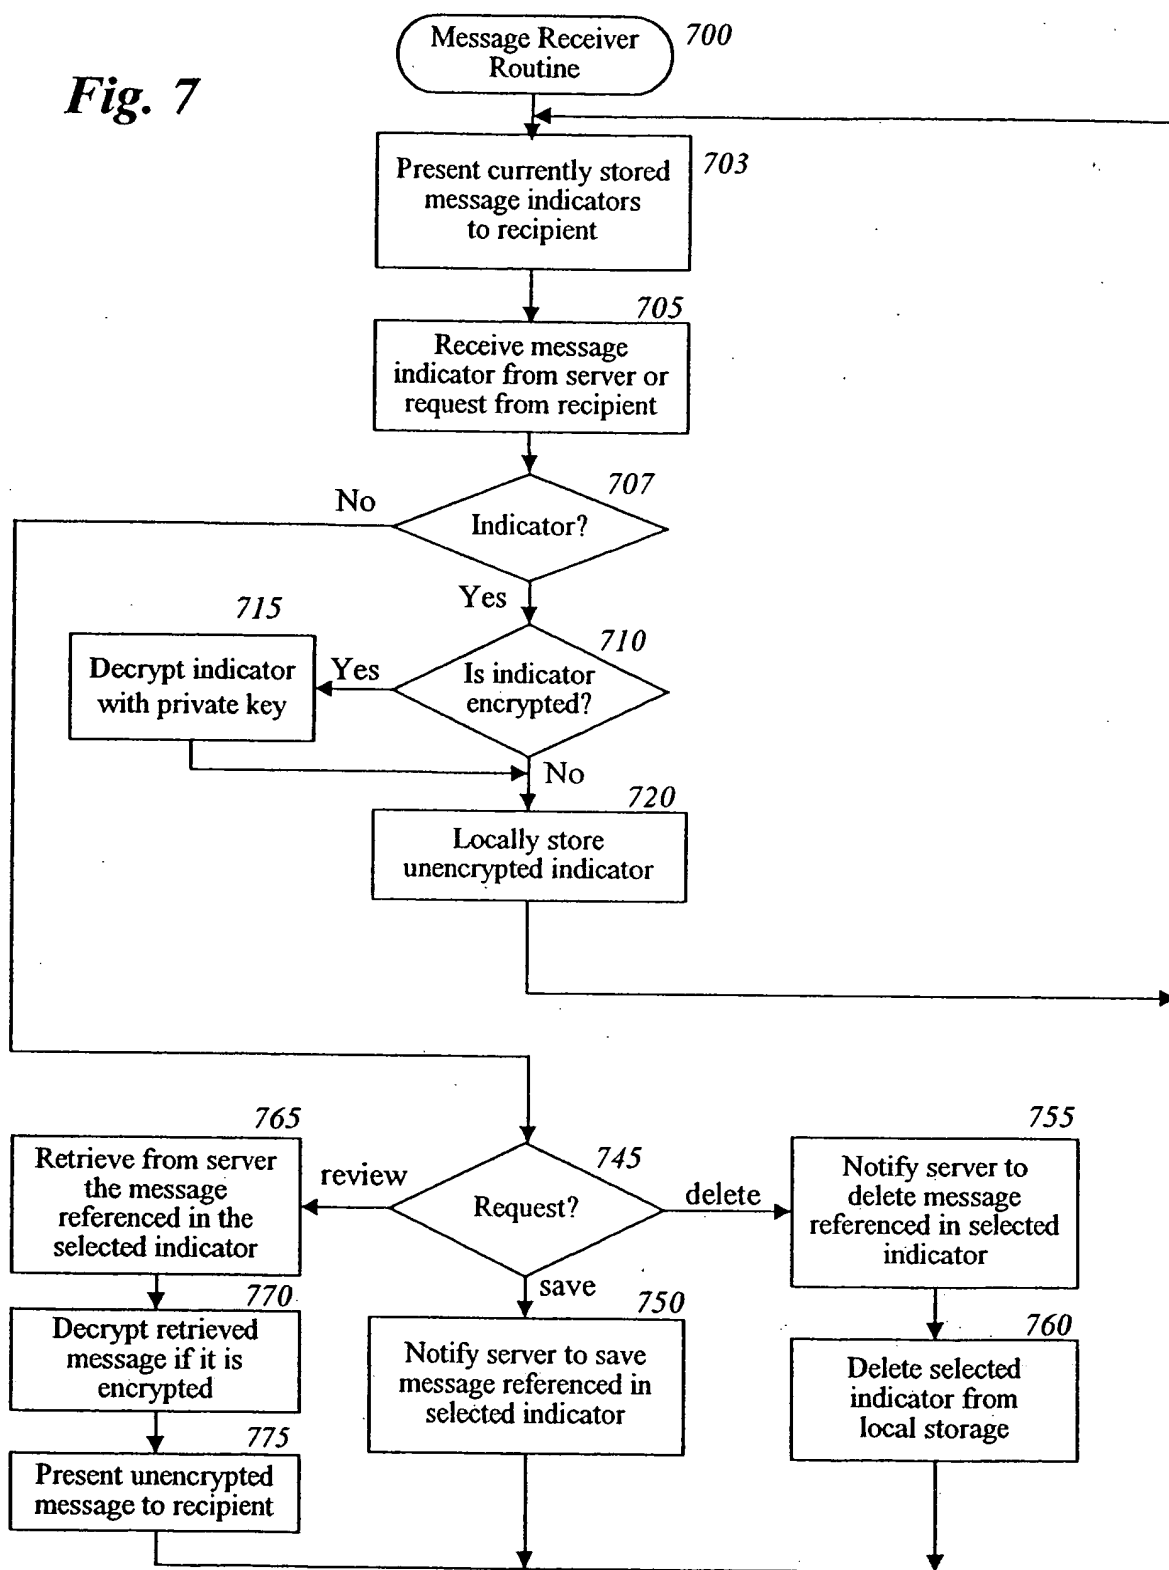 Fig. 7
Message Receiver
Routine
700
Present currently stored
message indicators
to recipient
703
705
Receive message
indicator from server or
request from recipient
707
No
Indicator?
Yes
715
710
Decrypt indicator
with private key
Yes
Is indicator
encrypted?
No
720
Locally store
unencrypted indicator
765
Retrieve from server
the message
referenced in the
selected indicator
review
745
Request?
delete
755
Notify server to
delete message
referenced in selected
indicator
save
770
Decrypt retrieved
message if it is
encrypted
750
Notify server to save
message referenced in
selected indicator
760
Delete selected
indicator from
local storage
775
Present unencrypted
message to recipient